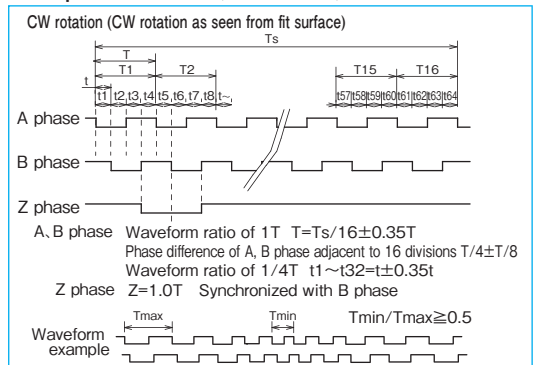 CW rotation (CW rotation as seen from fit surface)
Ts
T
T1 T2 T15 T16
t
t1 t2 t3 t4 t5 t6 t7 t8 t~ t57 t58 t59 t60 t61 t62 t63 t64
A phase
B phase
Z phase
A、B phase Waveform ratio of 1T T=Ts/16±0.35T
Phase difference of A, B phase adjacent to 16 divisions T/4±T/8
Waveform ratio of 1/4T t1～t32=t±0.35t
Z phase Z=1.0T Synchronized with B phase
Tmax Tmin Tmin/Tmax≧0.5
Waveform
example